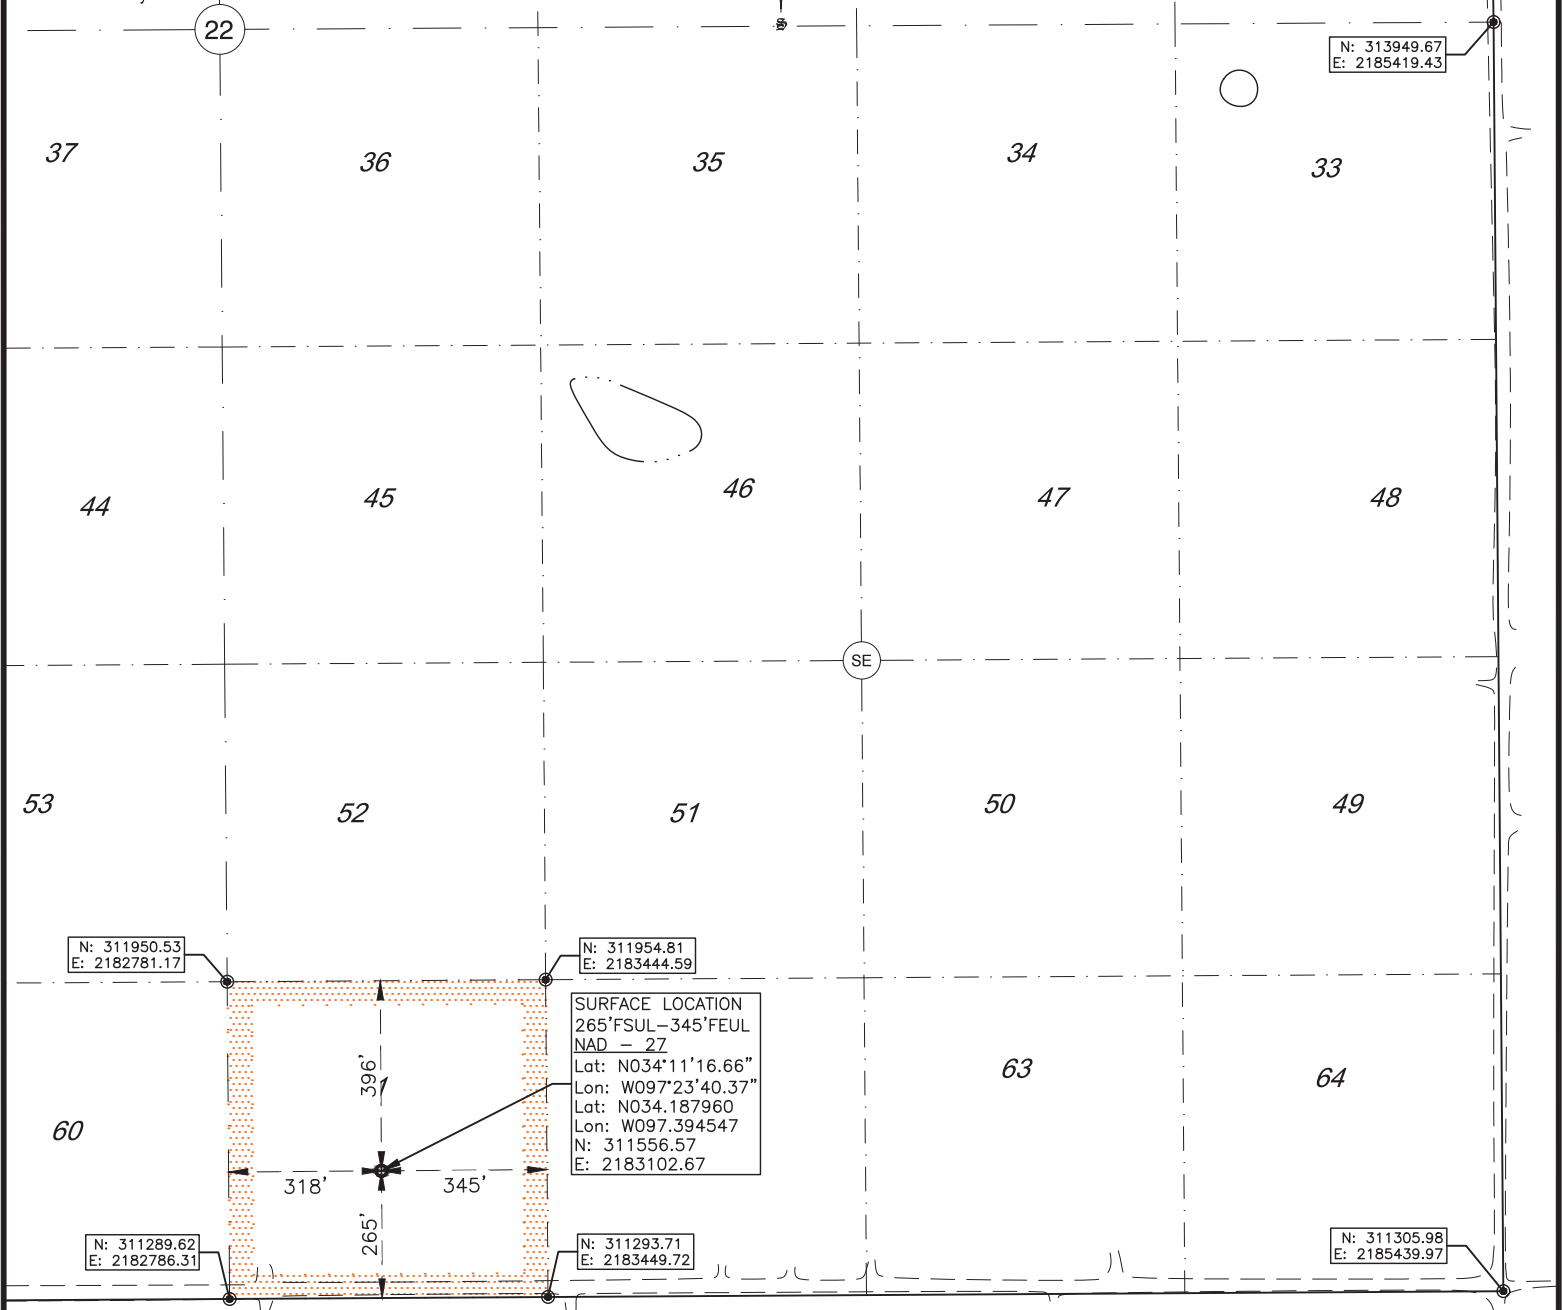 22
N: 313949.67
E: 2185419.43
37
36
35
34
33
44
45
46
47
48
SE
53
52
51
50
49
N: 311950.53
E: 2182781.17
N: 311954.81
E: 2183444.59
SURFACE LOCATION
265'FSUL-345'FEUL
NAD - 27
Lat: N034°11'16.66"
Lon: W097°23'40.37"
Lat: N034.187960
Lon: W097.394547
N: 311556.57
E: 2183102.67
396'
60
63
64
318'
345'
265'
N: 311289.62
E: 2182786.31
N: 311293.71
E: 2183449.72
N: 311305.98
E: 2185439.97